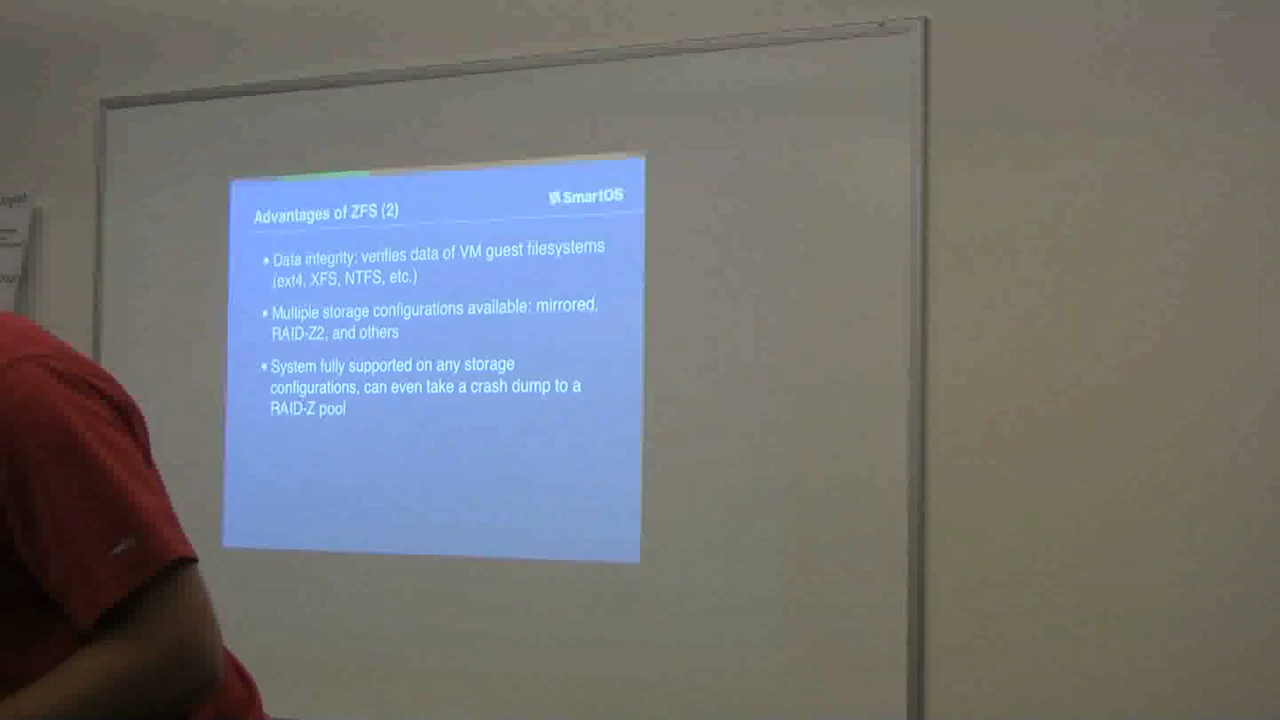 SmartOS
Advantages of ZFS (2)
• Data integrity: verifies data of VM guest filesystems
(ext4, XFS, NTFS, etc.)
• Multiple storage configurations available: mirrored,
RAID-Z2, and others
• System fully supported on any storage
configurations, can even take a crash dump to a
RAID-Z pool